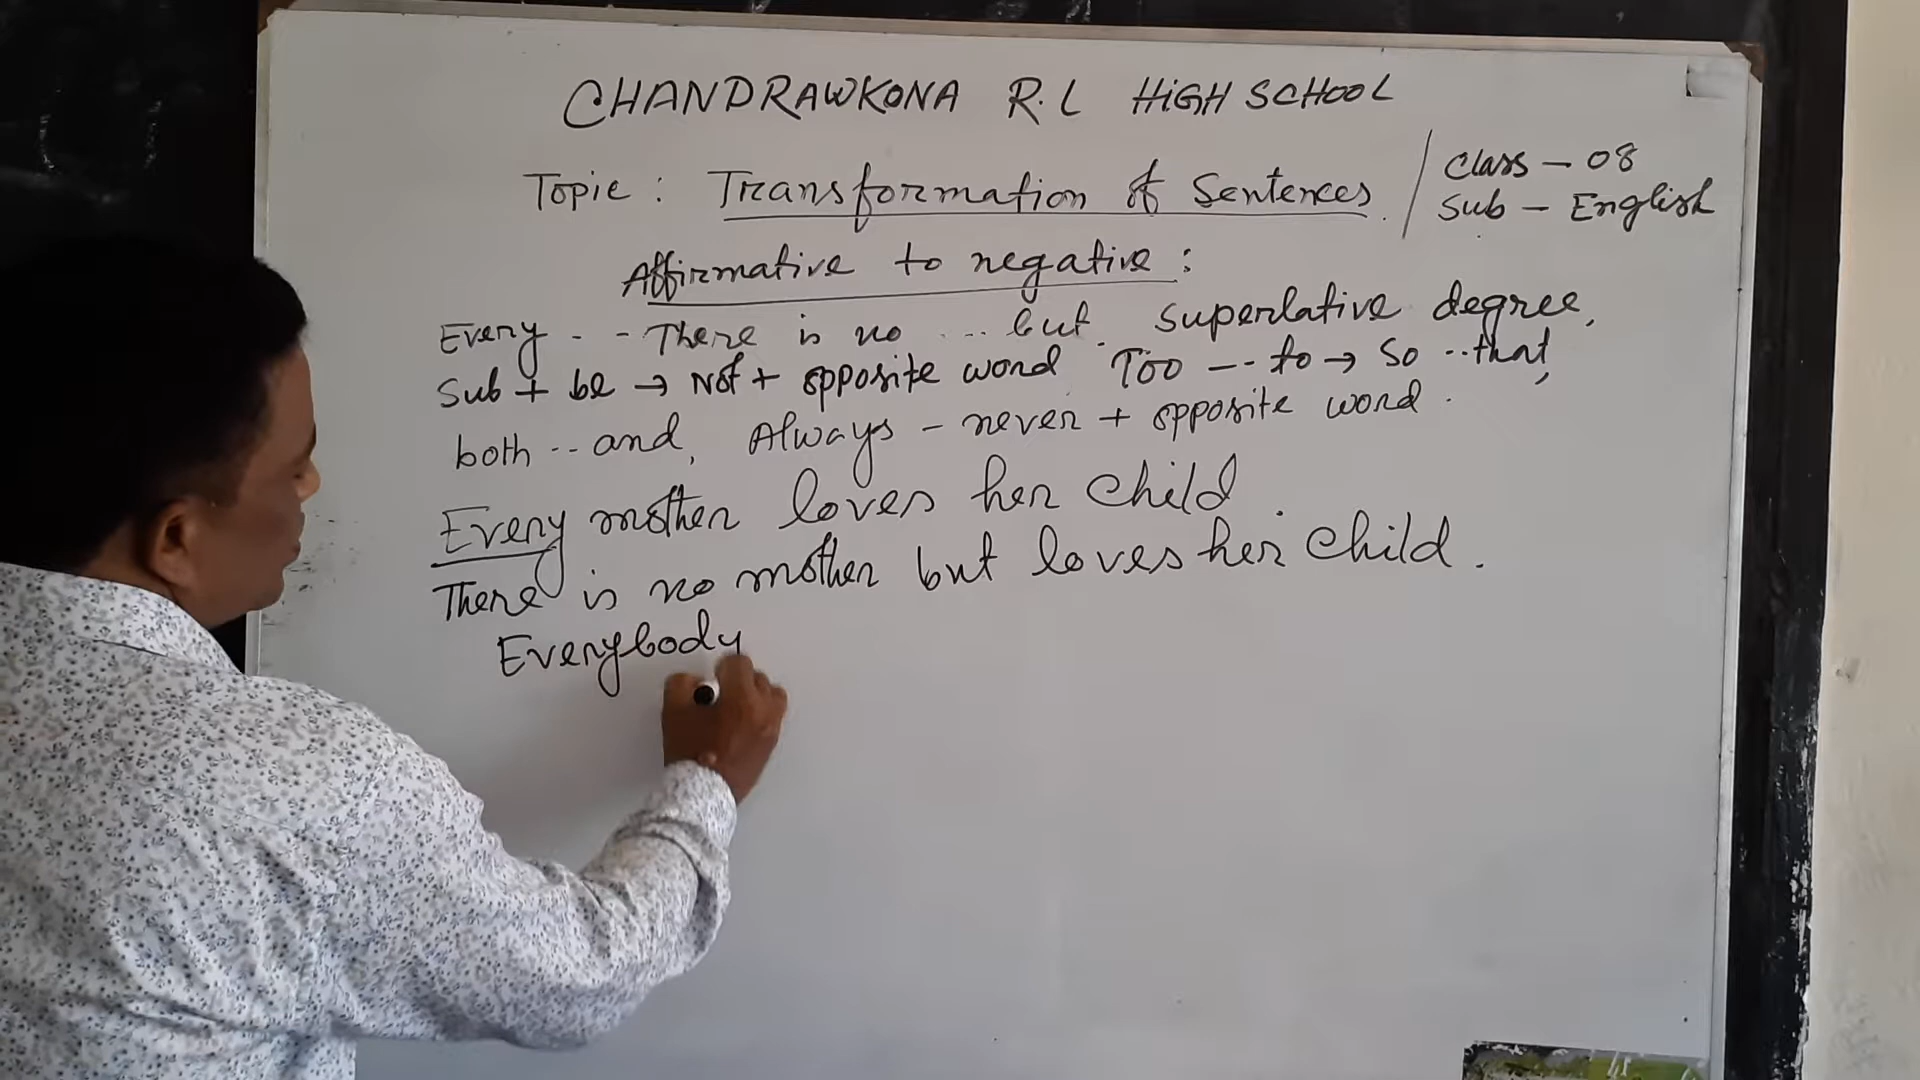 CHANDRAWKONA R.L HIGH SCHOOL
Topic : Transformation of Sentences. / Class - 08
Sub - English
Affirmative to negative :
Every - - There is no ... but. Superlative degree,
Sub + be → Not + opposite word Too --- to → So ..that,
both -- and, Always - never + opposite word.
Every mother loves her child
There is no mother but loves her child.
Everybody